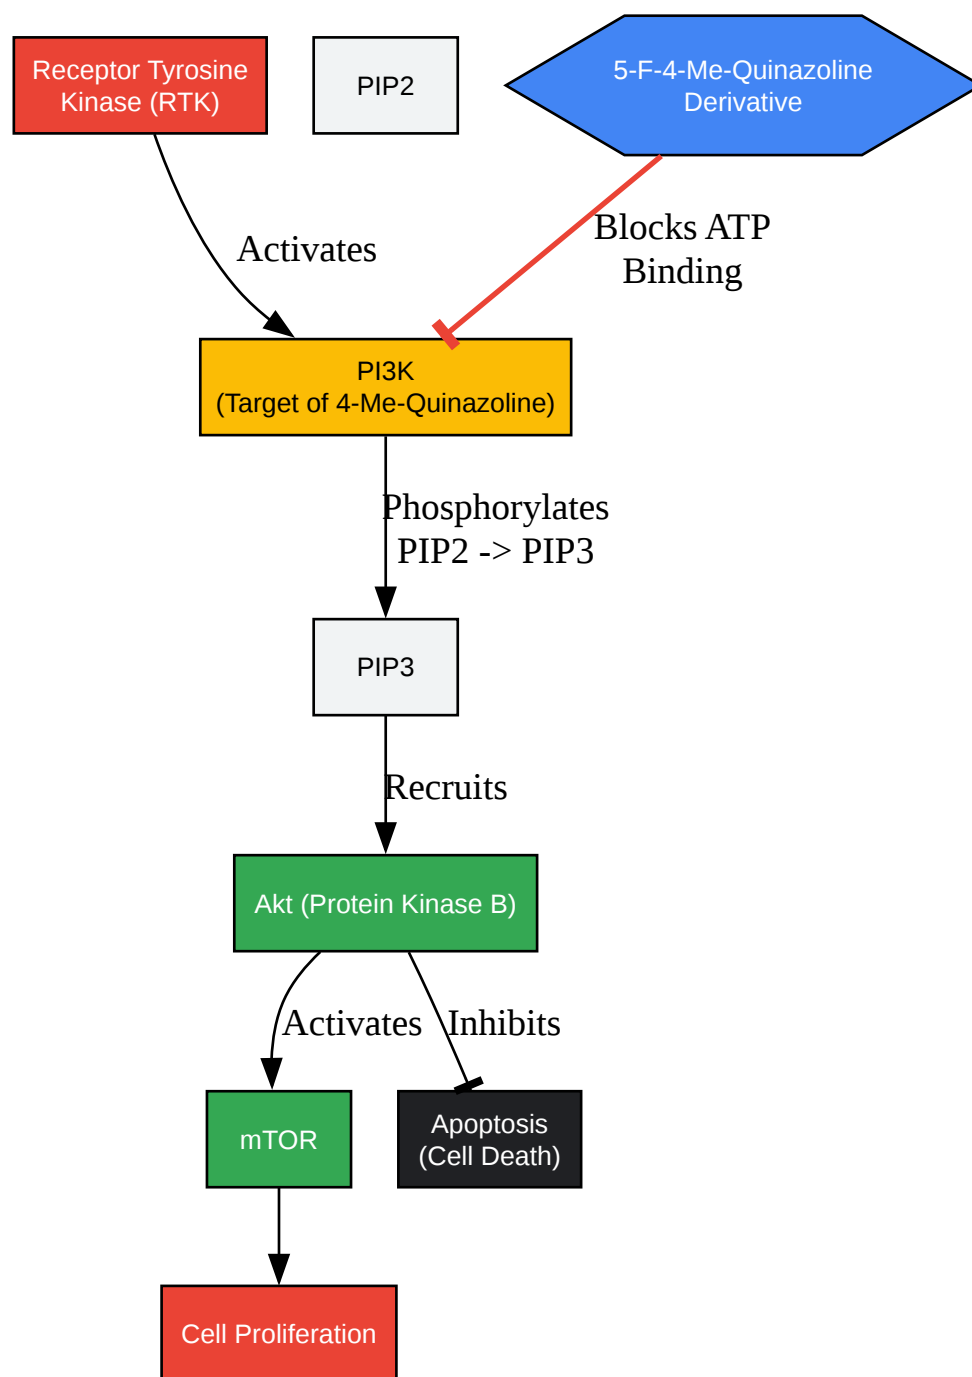 Receptor Tyrosine
Kinase (RTK)
PIP2
5-F-4-Me-Quinazoline
Derivative
Activates
Blocks ATP
Binding
PI3K
(Target of 4-Me-Quinazoline)
Phosphorylates
PIP2 -> PIP3
PIP3
Recruits
Akt (Protein Kinase B)
Activates
Inhibits
mTOR
Apoptosis
(Cell Death)
Cell Proliferation